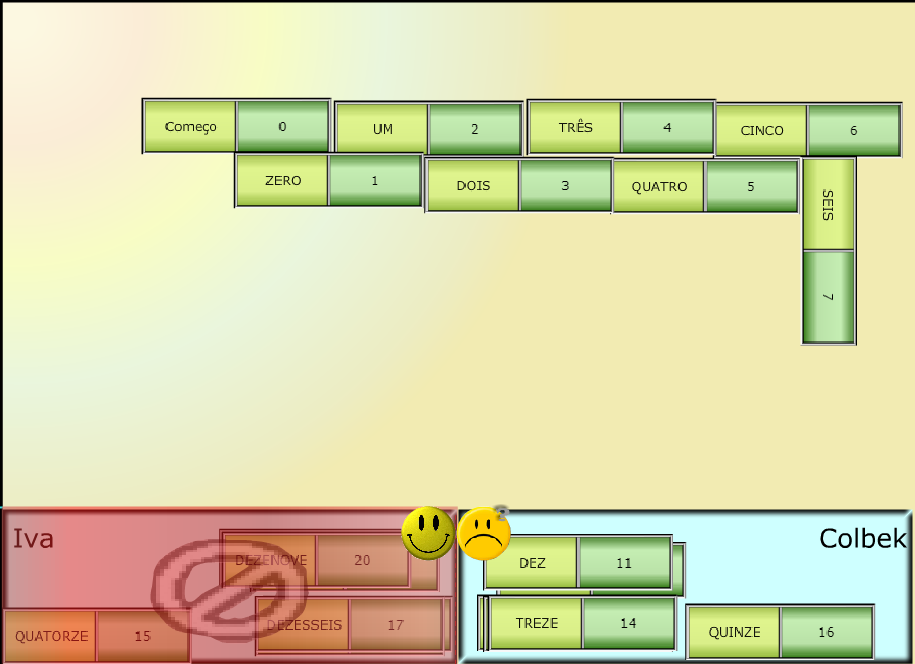 Começo 0 UM 2 TRÊS 4 CINCO 6
ZERO 1 DOIS 3 QUATRO 5
SEIS 7
Iva
Colbek
DEZENOVE 20
DEZ 11
QUATORZE 15
DEZESSEIS 17
TREZE 14
QUINZE 16